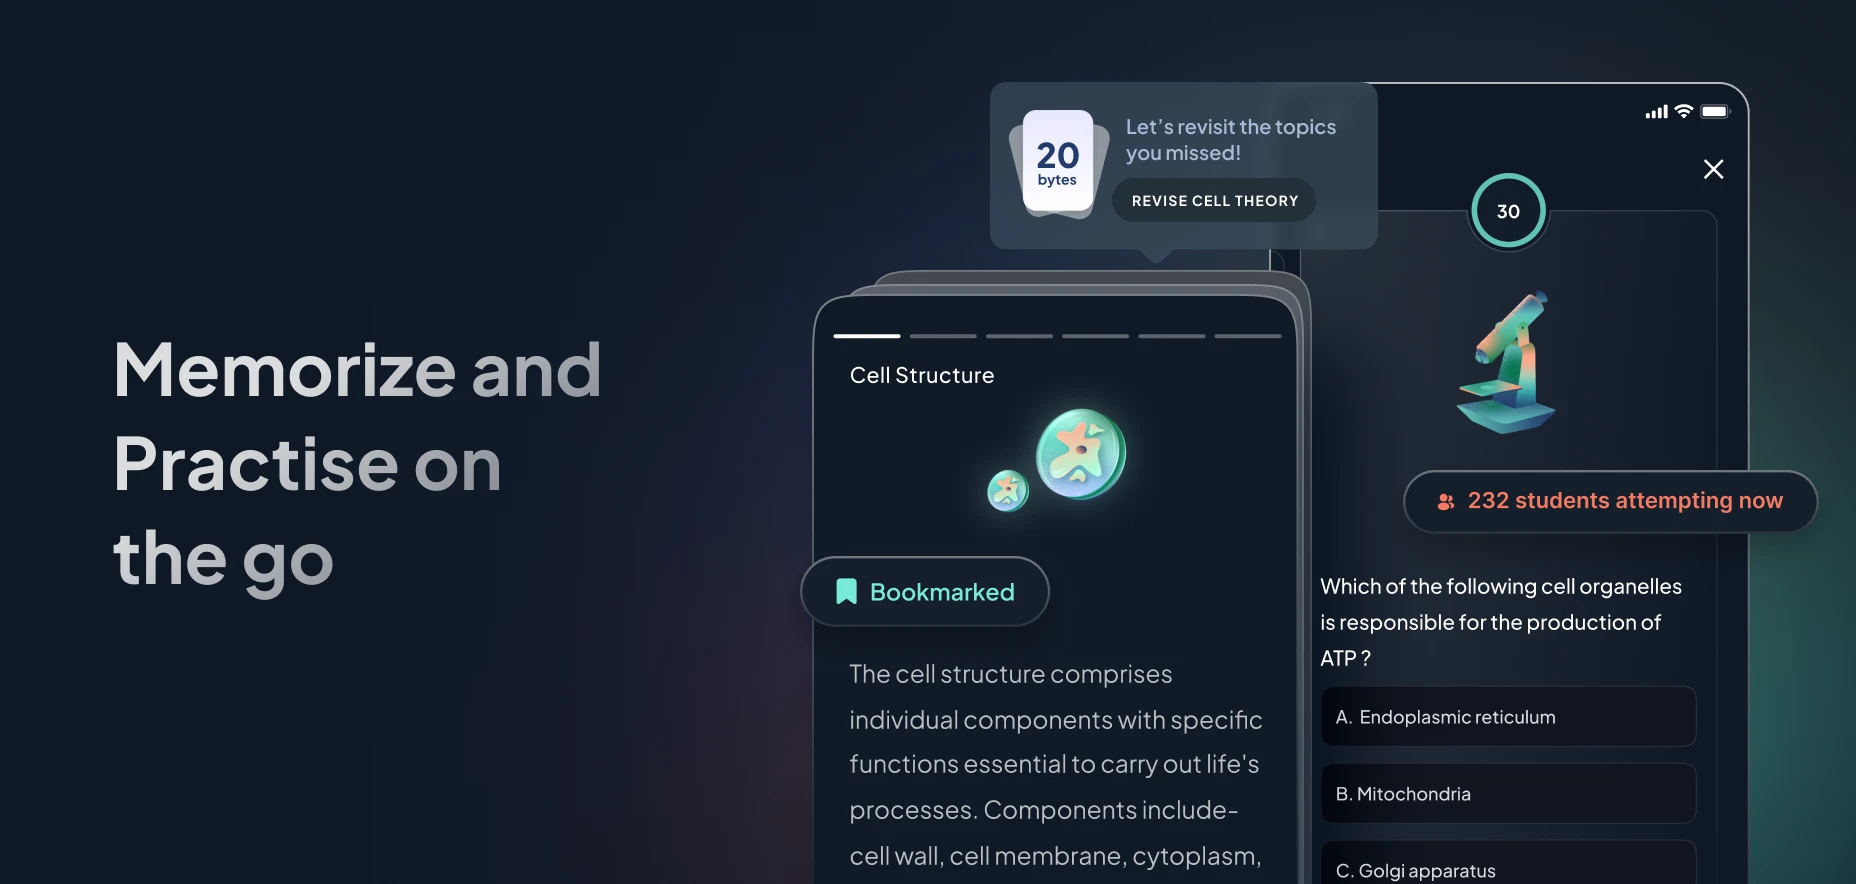 Memorize and
Practise on
the go
20
bytes
Let’s revisit the topics
you missed!
REVISE CELL THEORY
Cell Structure
Bookmarked
The cell structure comprises
individual components with specific
functions essential to carry out life's
processes. Components include-
cell wall, cell membrane, cytoplasm,
30
232 students attempting now
Which of the following cell organelles
is responsible for the production of
ATP ?
A. Endoplasmic reticulum
B. Mitochondria
C. Golgi apparatus